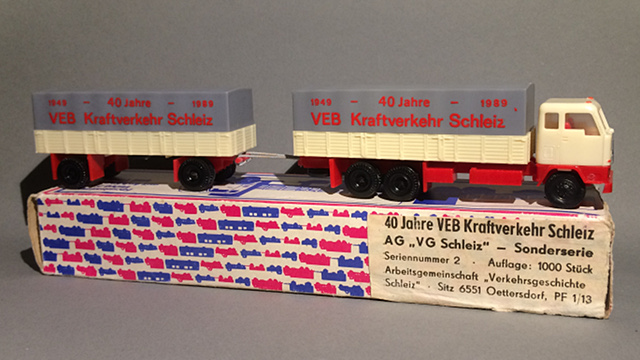 1949 - 40 Jahre - 1989
VEB Kraftverkehr Schleiz
1949 - 40 Jahre - 1989
VEB Kraftverkehr Schleiz
40 Jahre VEB Kraftverkehr Schleiz
AG „VG Schleiz" – Sonderserie
Seriennummer 2 · Auflage: 1000 Stück
Arbeitsgemeinschaft „Verkehrsgeschichte
Schleiz" · Sitz 6551 Oettersdorf, PF 1/13